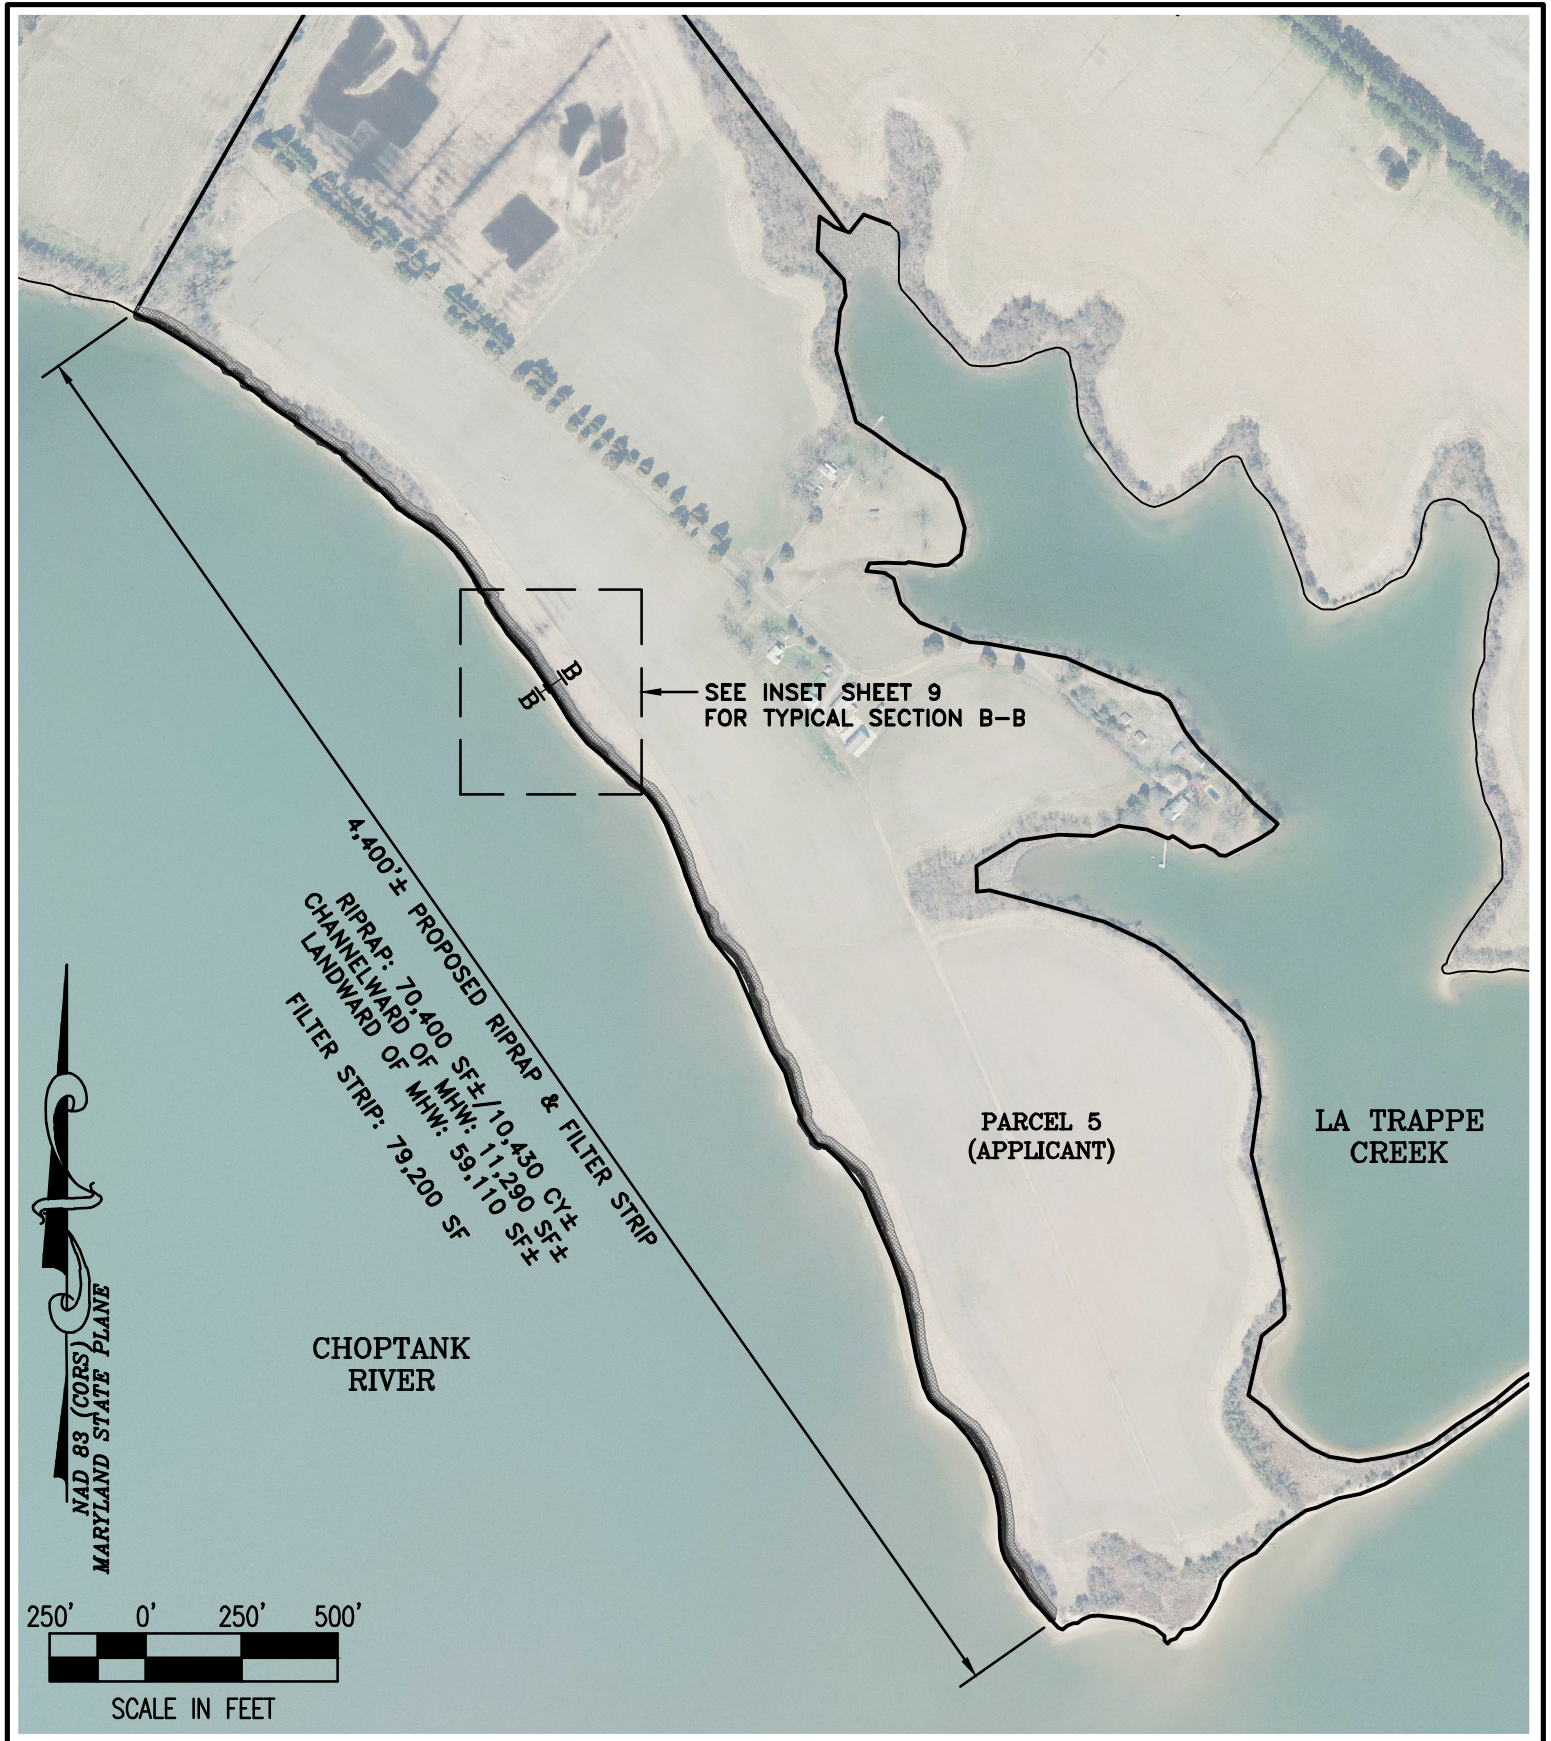 SEE INSET SHEET 9
FOR TYPICAL SECTION B-B
B
B
4,400'± PROPOSED RIPRAP & FILTER STRIP
RIPRAP: 70,400 SF±/10,430 CY±
CHANNELWARD OF MHW: 11,290 SF±
LANDWARD OF MHW: 59,110 SF±
FILTER STRIP: 79,200 SF
PARCEL 5
(APPLICANT)
LA TRAPPE
CREEK
CHOPTANK
RIVER
NAD 83 (CORS)
MARYLAND STATE PLANE
250' 0' 250' 500'
SCALE IN FEET